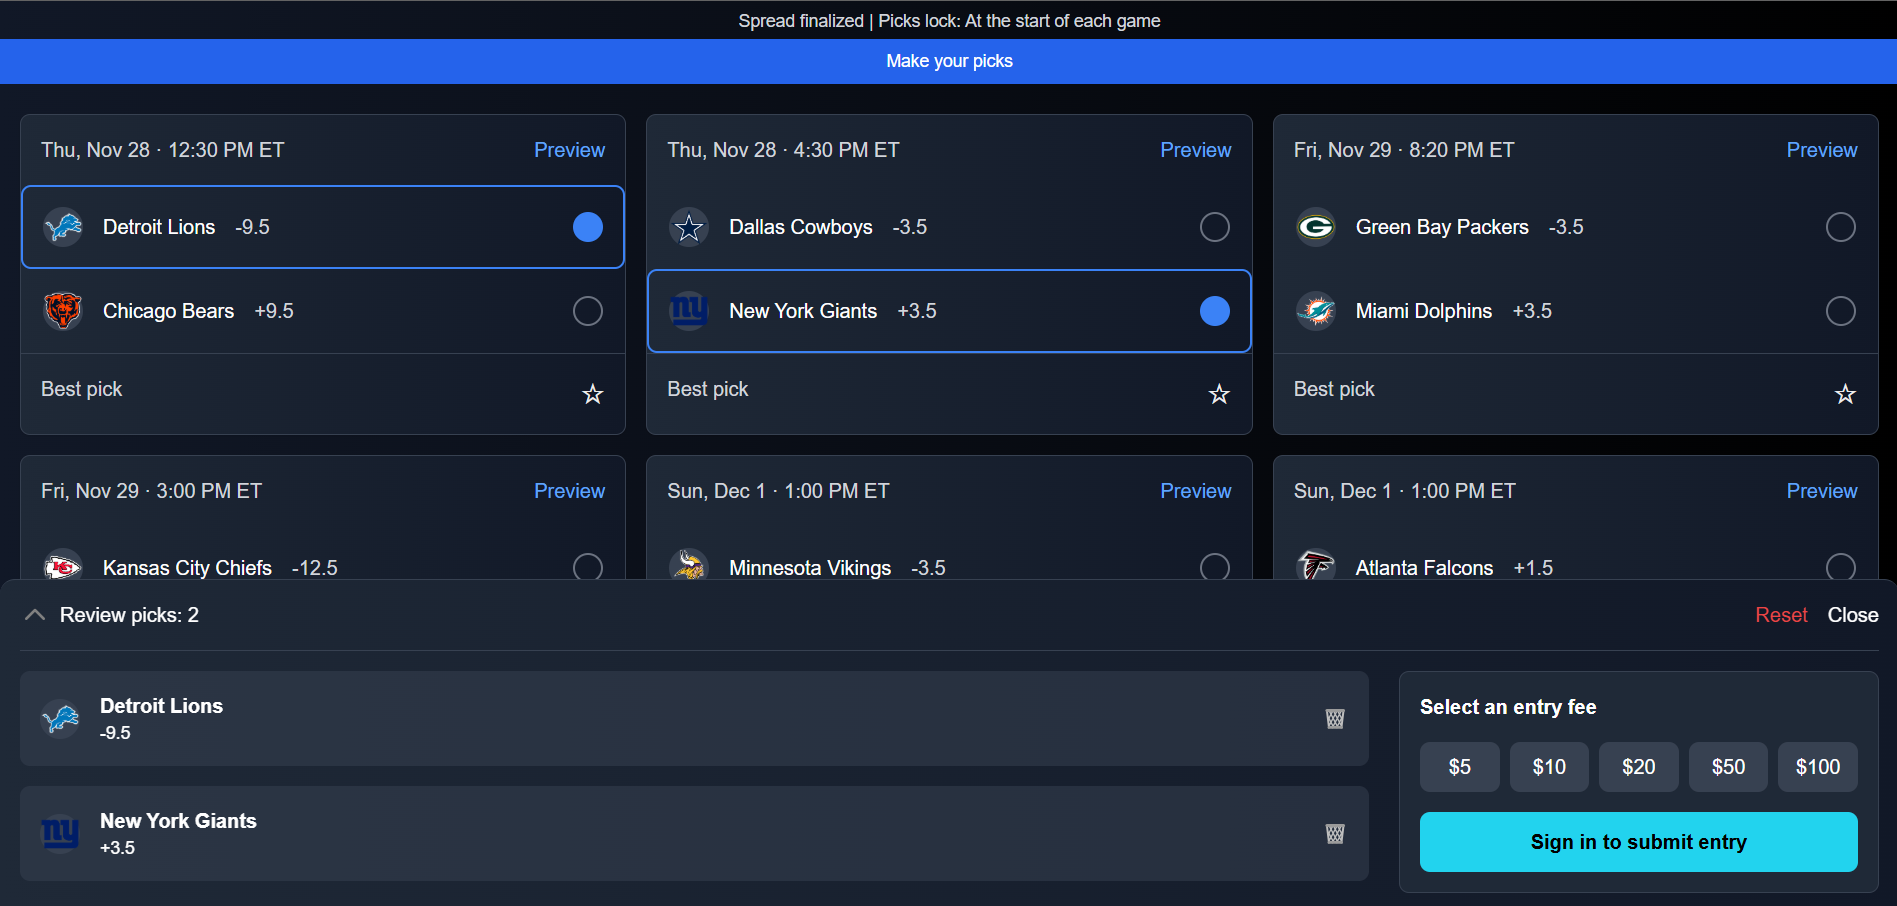 Spread finalized | Picks lock: At the start of each game
Make your picks
Thu, Nov 28 · 12:30 PM ET Preview
Detroit Lions -9.5
Chicago Bears +9.5
Best pick
Thu, Nov 28 · 4:30 PM ET Preview
Dallas Cowboys -3.5
ny New York Giants +3.5
Best pick
Fri, Nov 29 · 8:20 PM ET Preview
G Green Bay Packers -3.5
Miami Dolphins +3.5
Best pick
Fri, Nov 29 · 3:00 PM ET Preview
KC Kansas City Chiefs -12.5
Sun, Dec 1 · 1:00 PM ET Preview
Minnesota Vikings -3.5
Sun, Dec 1 · 1:00 PM ET Preview
Atlanta Falcons +1.5
Review picks: 2
Reset Close
Detroit Lions
-9.5
ny New York Giants
+3.5
Select an entry fee
$5 $10 $20 $50 $100
Sign in to submit entry